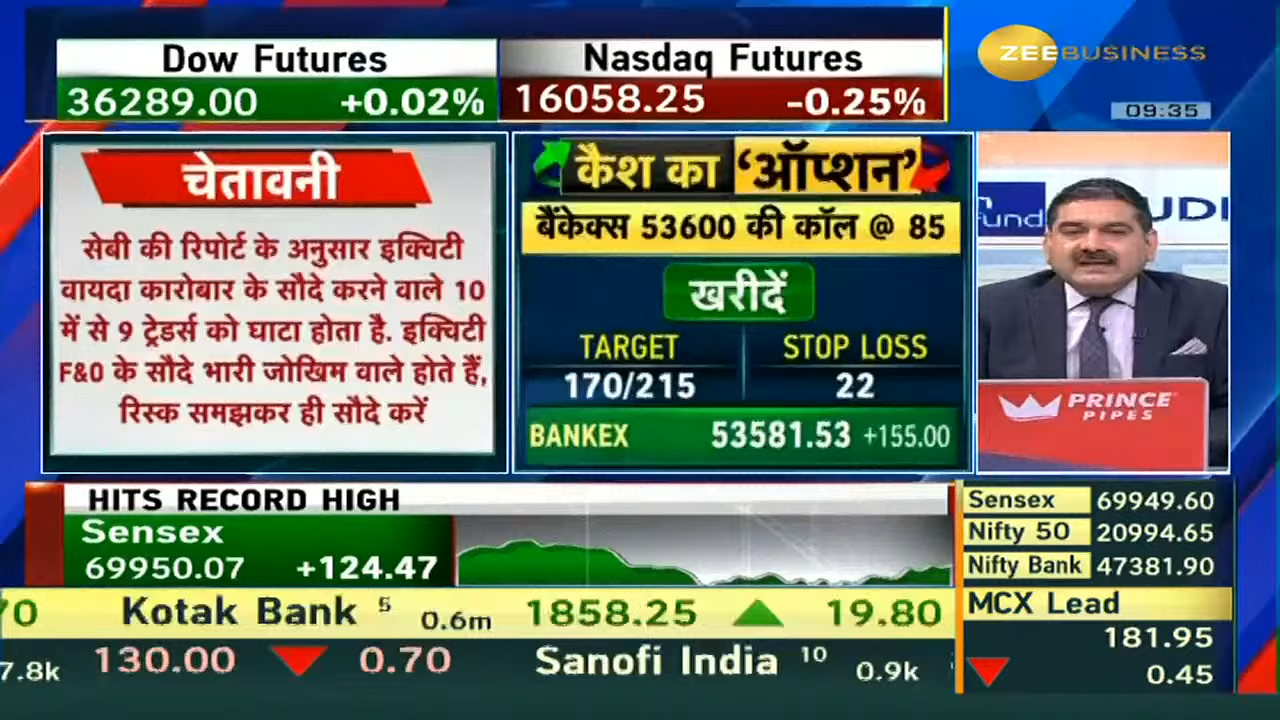 Dow Futures
36289.00 +0.02%
Nasdaq Futures
16058.25 -0.25%
ZEEBUSINESS
09:35
चेतावनी
सेबी की रिपोर्ट के अनुसार इक्विटी
वायदा कारोबार के सौदे करने वाले 10
में से 9 ट्रेडर्स को घाटा होता है. इक्विटी
F&O के सौदे भारी जोखिम वाले होते हैं,
रिस्क समझकर ही सौदे करें
कैश का ‘ऑप्शन’
बैंकेक्स 53600 की कॉल @ 85
खरीदें
TARGET STOP LOSS
170/215 22
BANKEX 53581.53 +155.00
PRINCE
PIPES
HITS RECORD HIGH
Sensex
69950.07 +124.47
Sensex 69949.60
Nifty 50 20994.65
Nifty Bank 47381.90
MCX Lead
181.95
0.45
Kotak Bank 5 0.6m 1858.25 19.80
7.8k 130.00 0.70 Sanofi India 10 0.9k